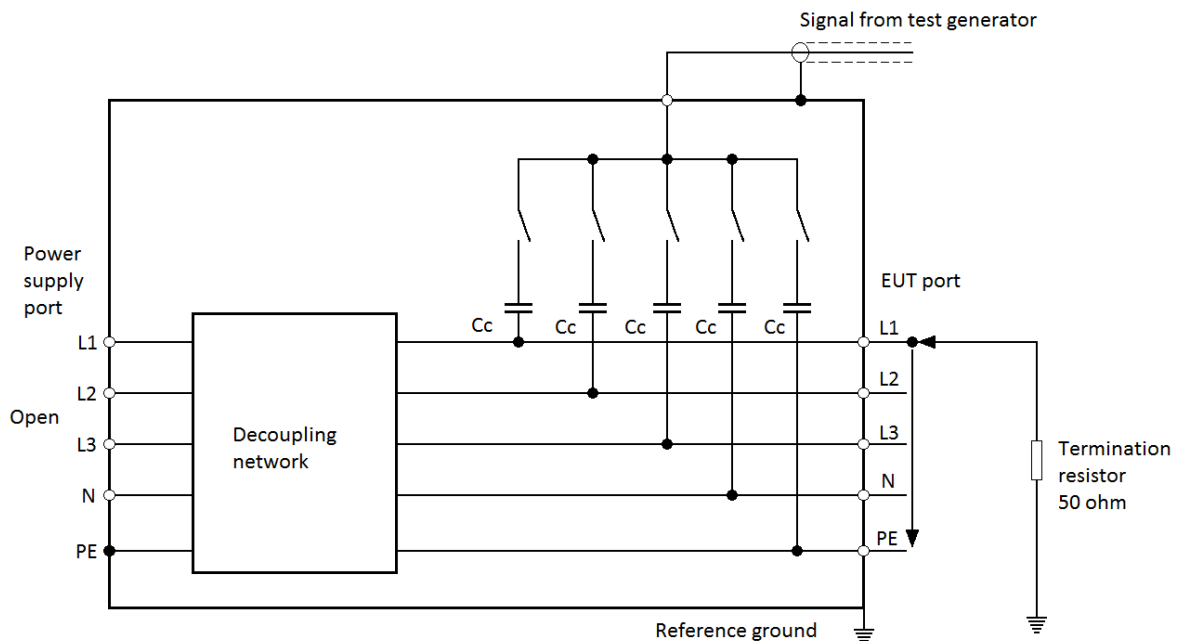 Signal from test generator
Power
supply
port
EUT port
Cc Cc Cc Cc Cc
L1
L1
L2
L2
Open
L3
L3
Decoupling
network
Termination
resistor
50 ohm
N
N
PE
PE
Reference ground